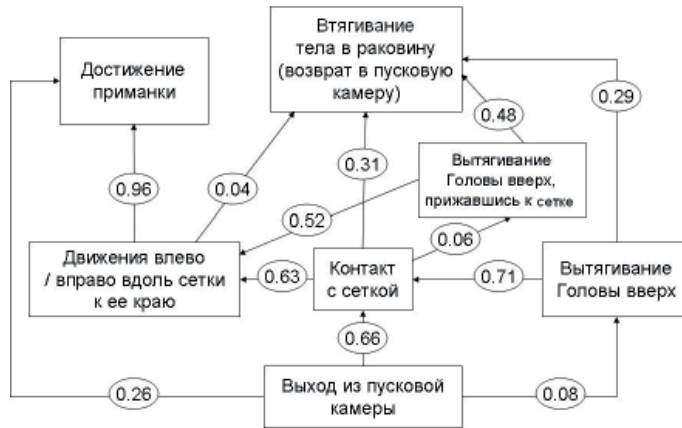 Втягивание
тела в раковину
(возврат в пусковую
камеру)
Достижение
приманки
0.29
0.48
0.31
Вытягивание
Головы вверх,
прижавшись к сетке
0.96
0.04
0.52
0.06
Движения влево
/ вправо вдоль сетки
к ее краю
0.63
Контакт
с сеткой
0.71
Вытягивание
Головы вверх
0.66
Выход из пусковой
камеры
0.26
0.08